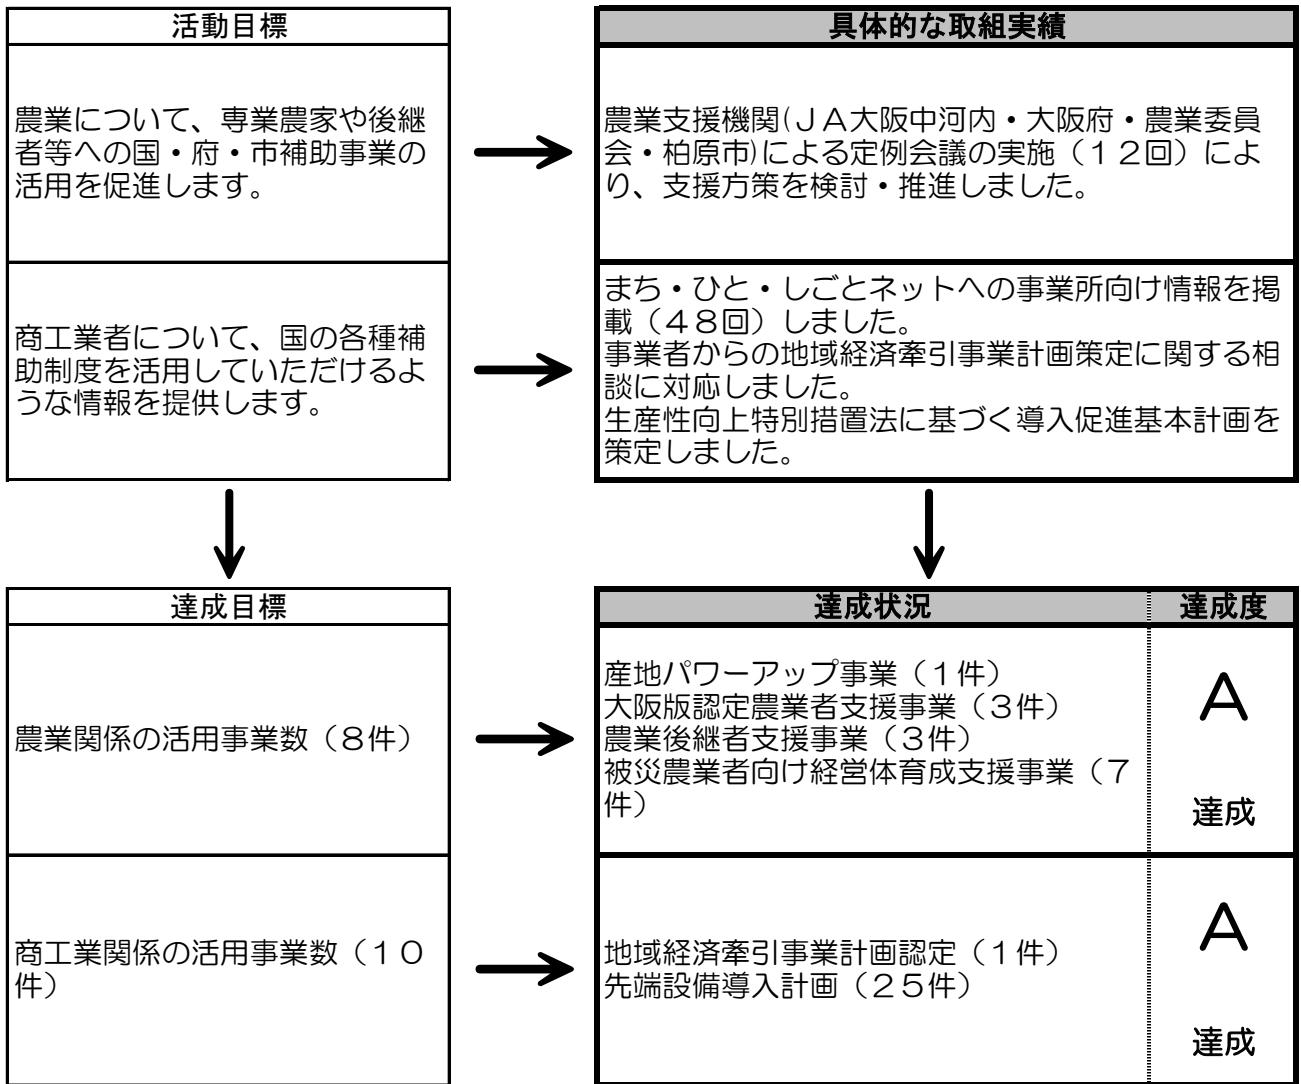 活動目標
具体的な取組実績
農業について、専業農家や後継
者等への国・府・市補助事業の
活用を促進します。
農業支援機関(ＪＡ大阪中河内・大阪府・農業委員
会・柏原市)による定例会議の実施（１２回）によ
り、支援方策を検討・推進しました。
商工業者について、国の各種補
助制度を活用していただけるよ
うな情報を提供します。
まち・ひと・しごとネットへの事業所向け情報を掲
載（４８回）しました。
事業者からの地域経済牽引事業計画策定に関する相
談に対応しました。
生産性向上特別措置法に基づく導入促進基本計画を
策定しました。
達成目標
達成状況
達成度
農業関係の活用事業数（８件）
産地パワーアップ事業（１件）
大阪版認定農業者支援事業（３件）
農業後継者支援事業（３件）
被災農業者向け経営体育成支援事業（７
件）
Ａ
達成
商工業関係の活用事業数（１０
件）
地域経済牽引事業計画認定（１件）
先端設備導入計画（２５件）
Ａ
達成